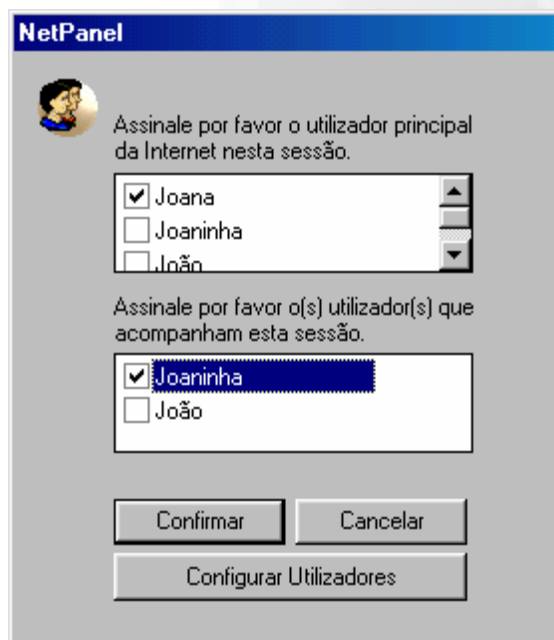 NetPanel
Assinale por favor o utilizador principal
da Internet nesta sessão.
Joana
Joaninha
João
Assinale por favor o(s) utilizador(s) que
acompanham esta sessão.
Joaninha
João
Confirmar
Cancelar
Configurar Utilizadores